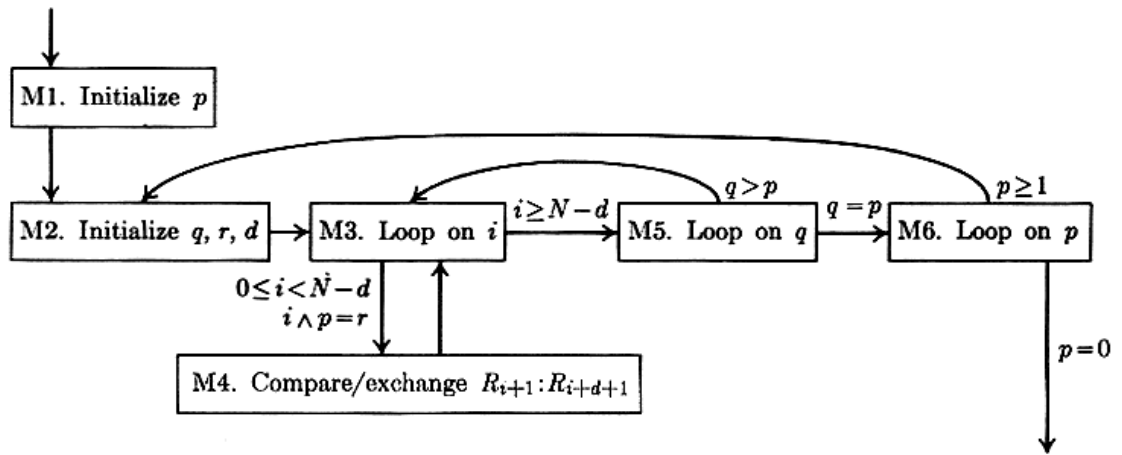 M1. Initialize p
p≥1
q>p
i≥N−d
q=p
M2. Initialize q, r, d
M3. Loop on i
M5. Loop on q
M6. Loop on p
0≤i<N−d
i∧p=r
p=0
M4. Compare/exchange R_{i+1}:R_{i+d+1}